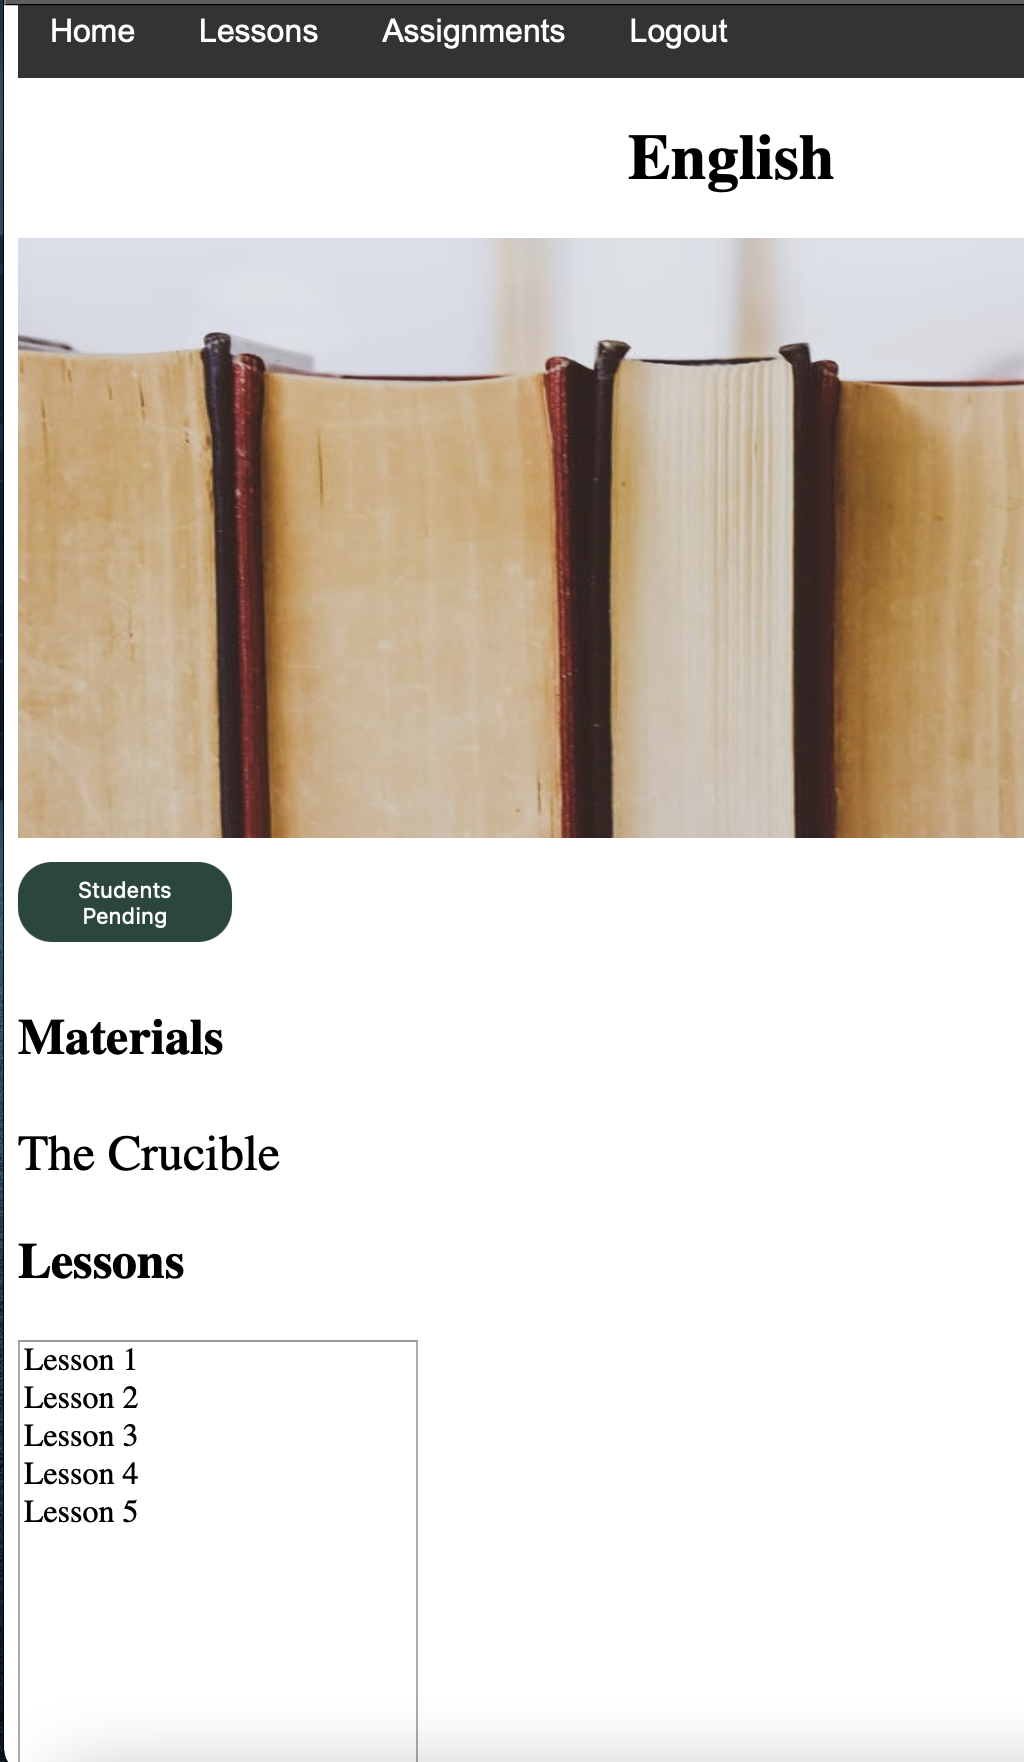 Home Lessons Assignments Logout
English
Students
Pending
Materials
The Crucible
Lessons
Lesson 1
Lesson 2
Lesson 3
Lesson 4
Lesson 5